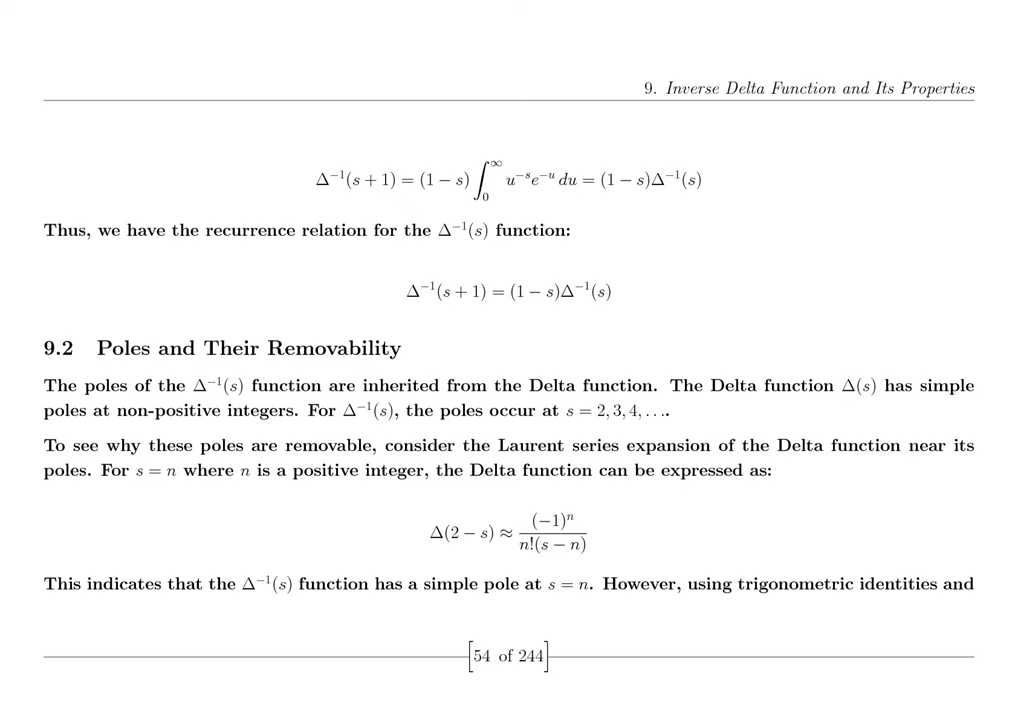 9. Inverse Delta Function and Its Properties
Δ⁻¹(s + 1) = (1 − s) ∫₀^∞ u⁻ˢe⁻ᵘ du = (1 − s)Δ⁻¹(s)
Thus, we have the recurrence relation for the Δ⁻¹(s) function:
Δ⁻¹(s + 1) = (1 − s)Δ⁻¹(s)
9.2 Poles and Their Removability
The poles of the Δ⁻¹(s) function are inherited from the Delta function. The Delta function Δ(s) has simple
poles at non-positive integers. For Δ⁻¹(s), the poles occur at s = 2, 3, 4, . . ..
To see why these poles are removable, consider the Laurent series expansion of the Delta function near its
poles. For s = n where n is a positive integer, the Delta function can be expressed as:
Δ(2 − s) ≈ (−1)ⁿ / n!(s − n)
This indicates that the Δ⁻¹(s) function has a simple pole at s = n. However, using trigonometric identities and
[54 of 244]